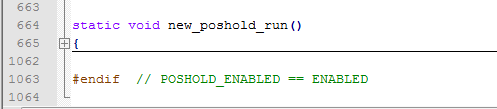 663
664 static void new_poshold_run()
665 {
1062
1063 #endif // POSHOLD_ENABLED == ENABLED
1064